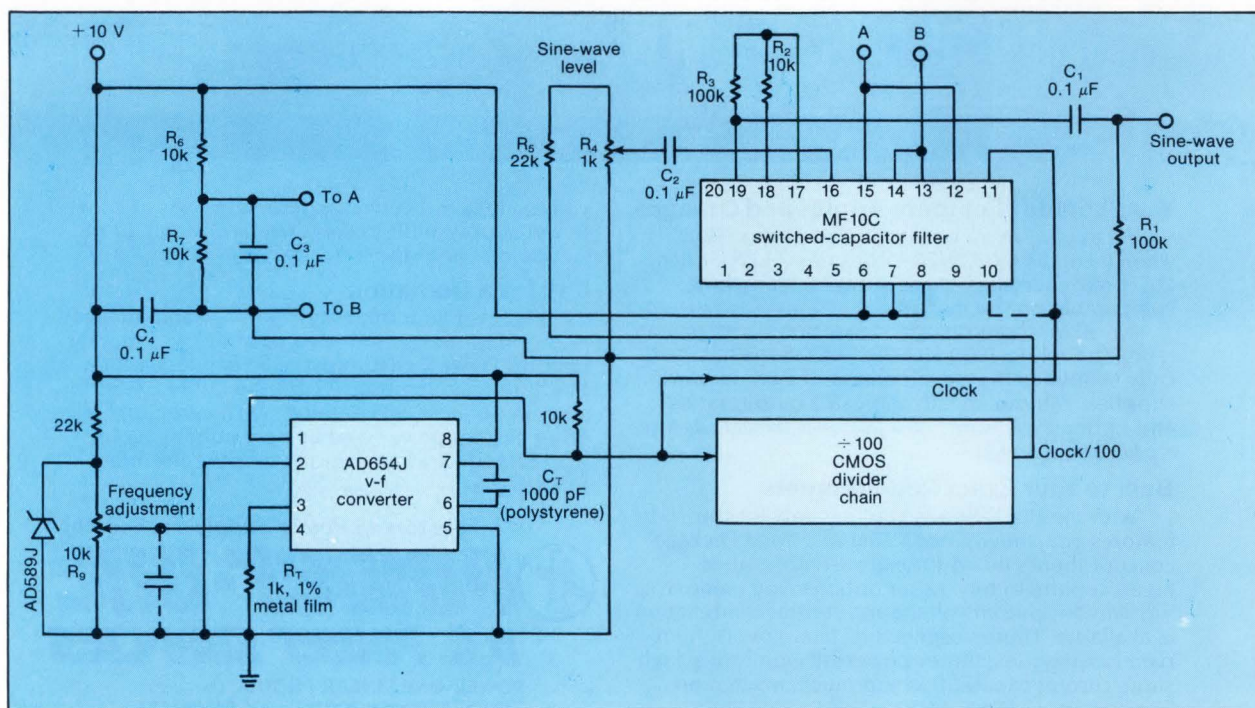 +10 V
Sine-wave
level
A
B
R2
10k
R3
100k
C1
0.1 μF
Sine-wave
output
R6
10k
R5
22k
R4
1k
C2
0.1 μF
To A
20 19 18 17 16 15 14 13 12 11
MF10C
switched-capacitor filter
1 2 3 4 5 6 7 8 9 10
R1
100k
R7
10k
C3
0.1 μF
To B
C4
0.1 μF
Clock
22k
10k
1
2
3
4
AD654J
v-f
converter
8
7
6
5
CT
1000 pF
(polystyrene)
÷100
CMOS
divider
chain
Clock/100
Frequency
adjustment
AD589J
10k
R9
RT
1k, 1%
metal film